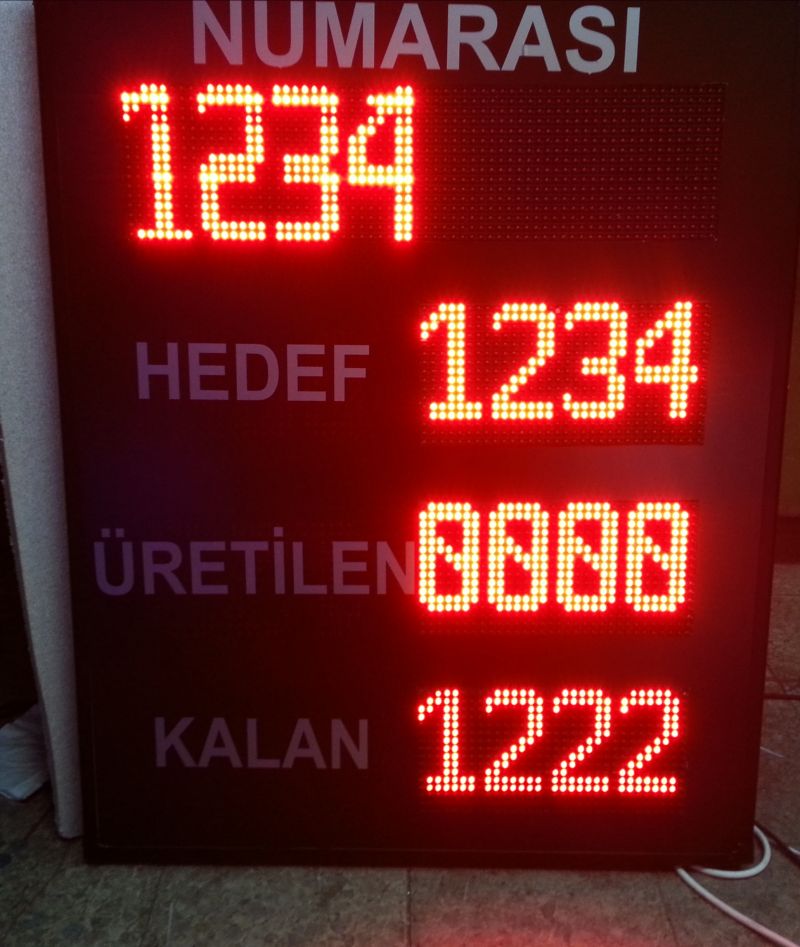 NUMARASI
1234
HEDEF 1234
ÜRETİLEN 0000
KALAN 1222